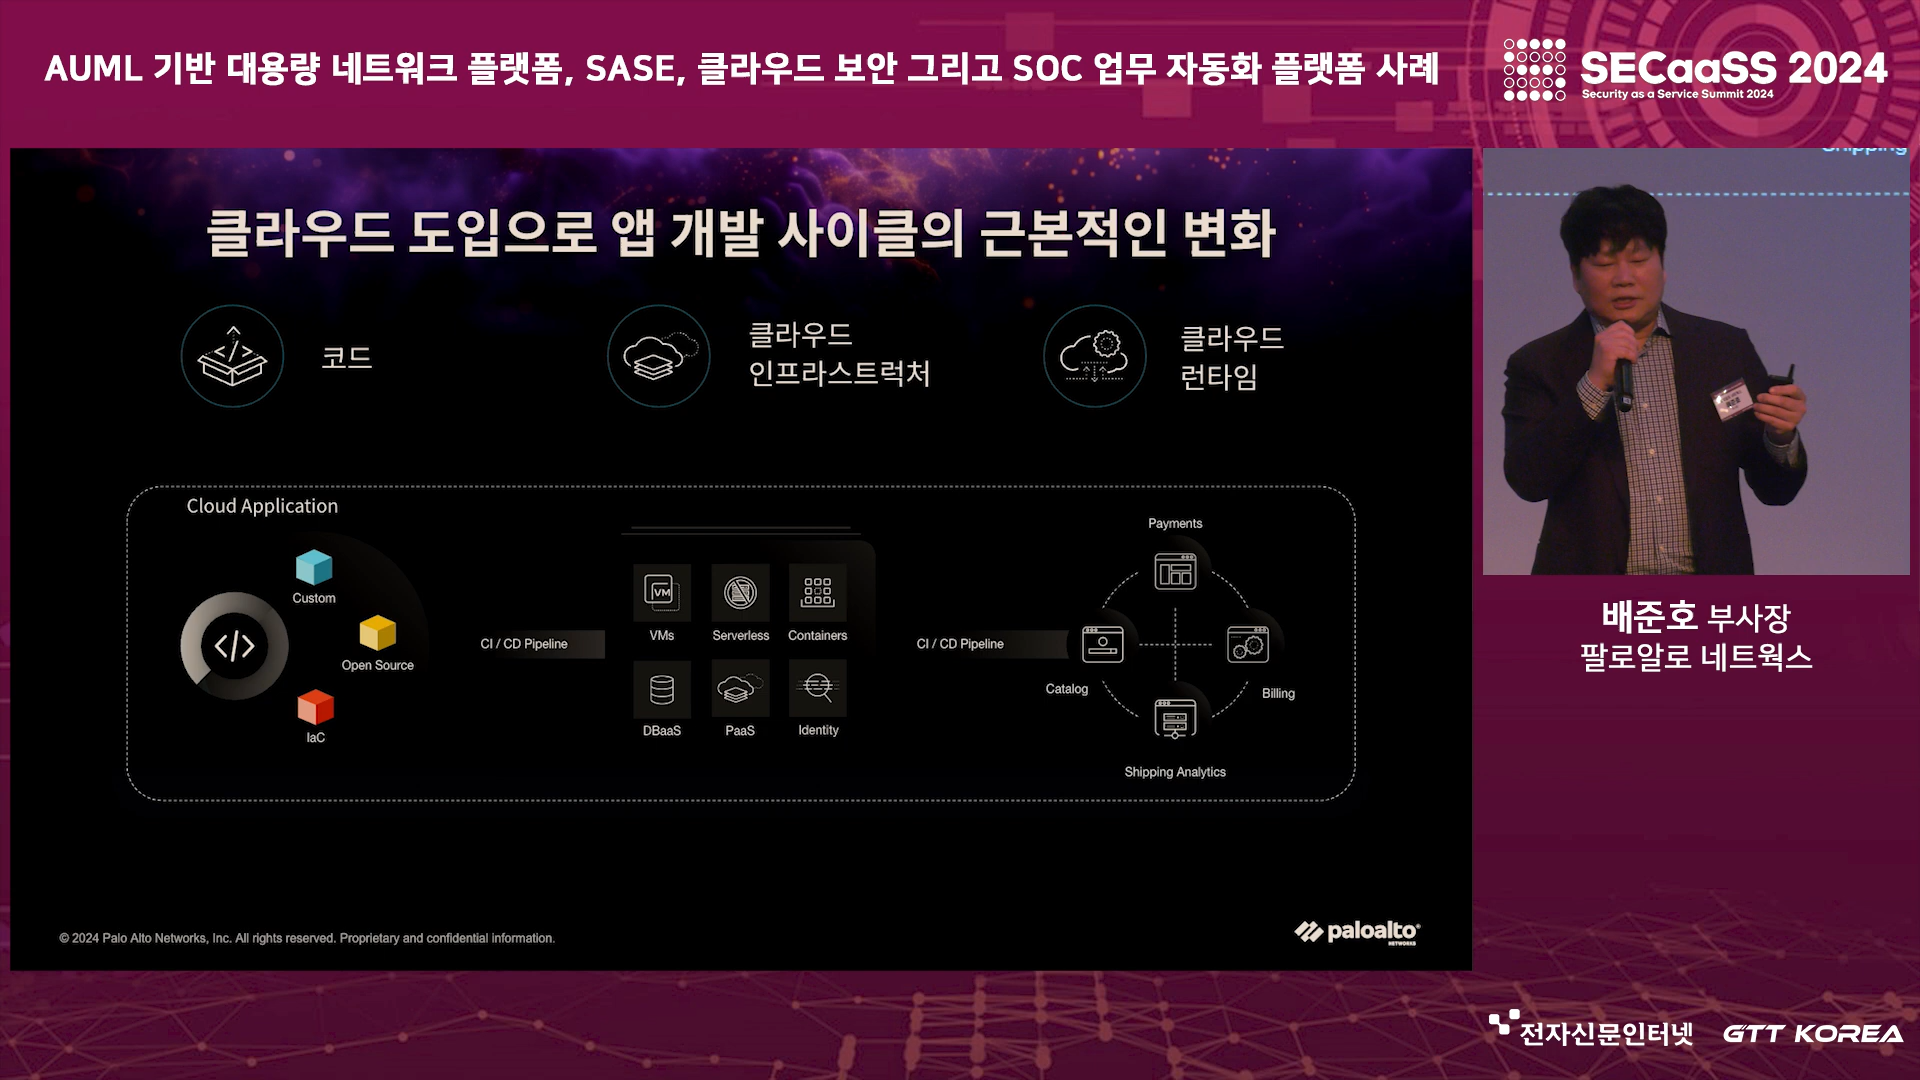 AI/ML 기반 대용량 네트워크 플랫폼, SASE, 클라우드 보안 그리고 SOC 업무 자동화 플랫폼 사례
SECaaSS 2024
Security as a Service Summit 2024
클라우드 도입으로 앱 개발 사이클의 근본적인 변화
코드
클라우드
인프라스트럭처
클라우드
런타임
Cloud Application
Custom
Open Source
IaC
CI / CD Pipeline
VM
VMs
Serverless
Containers
DBaaS
PaaS
Identity
CI / CD Pipeline
Payments
Catalog
Billing
Shipping Analytics
© 2024 Palo Alto Networks, Inc. All rights reserved. Proprietary and confidential information.
paloalto
NETWORKS
Shipping
배준호 부사장
팔로알로 네트웍스
전자신문인터넷
GTT KOREA